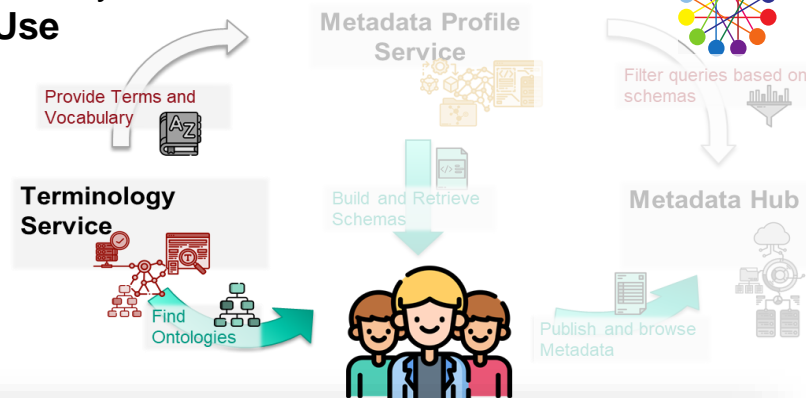 Use
Metadata Profile
Service
Provide Terms and
Vocabulary
AZ
Filter queries based on
schemas
Terminology
Service
Build and Retrieve
Schemas
Metadata Hub
Find
Ontologies
Publish and browse
Metadata